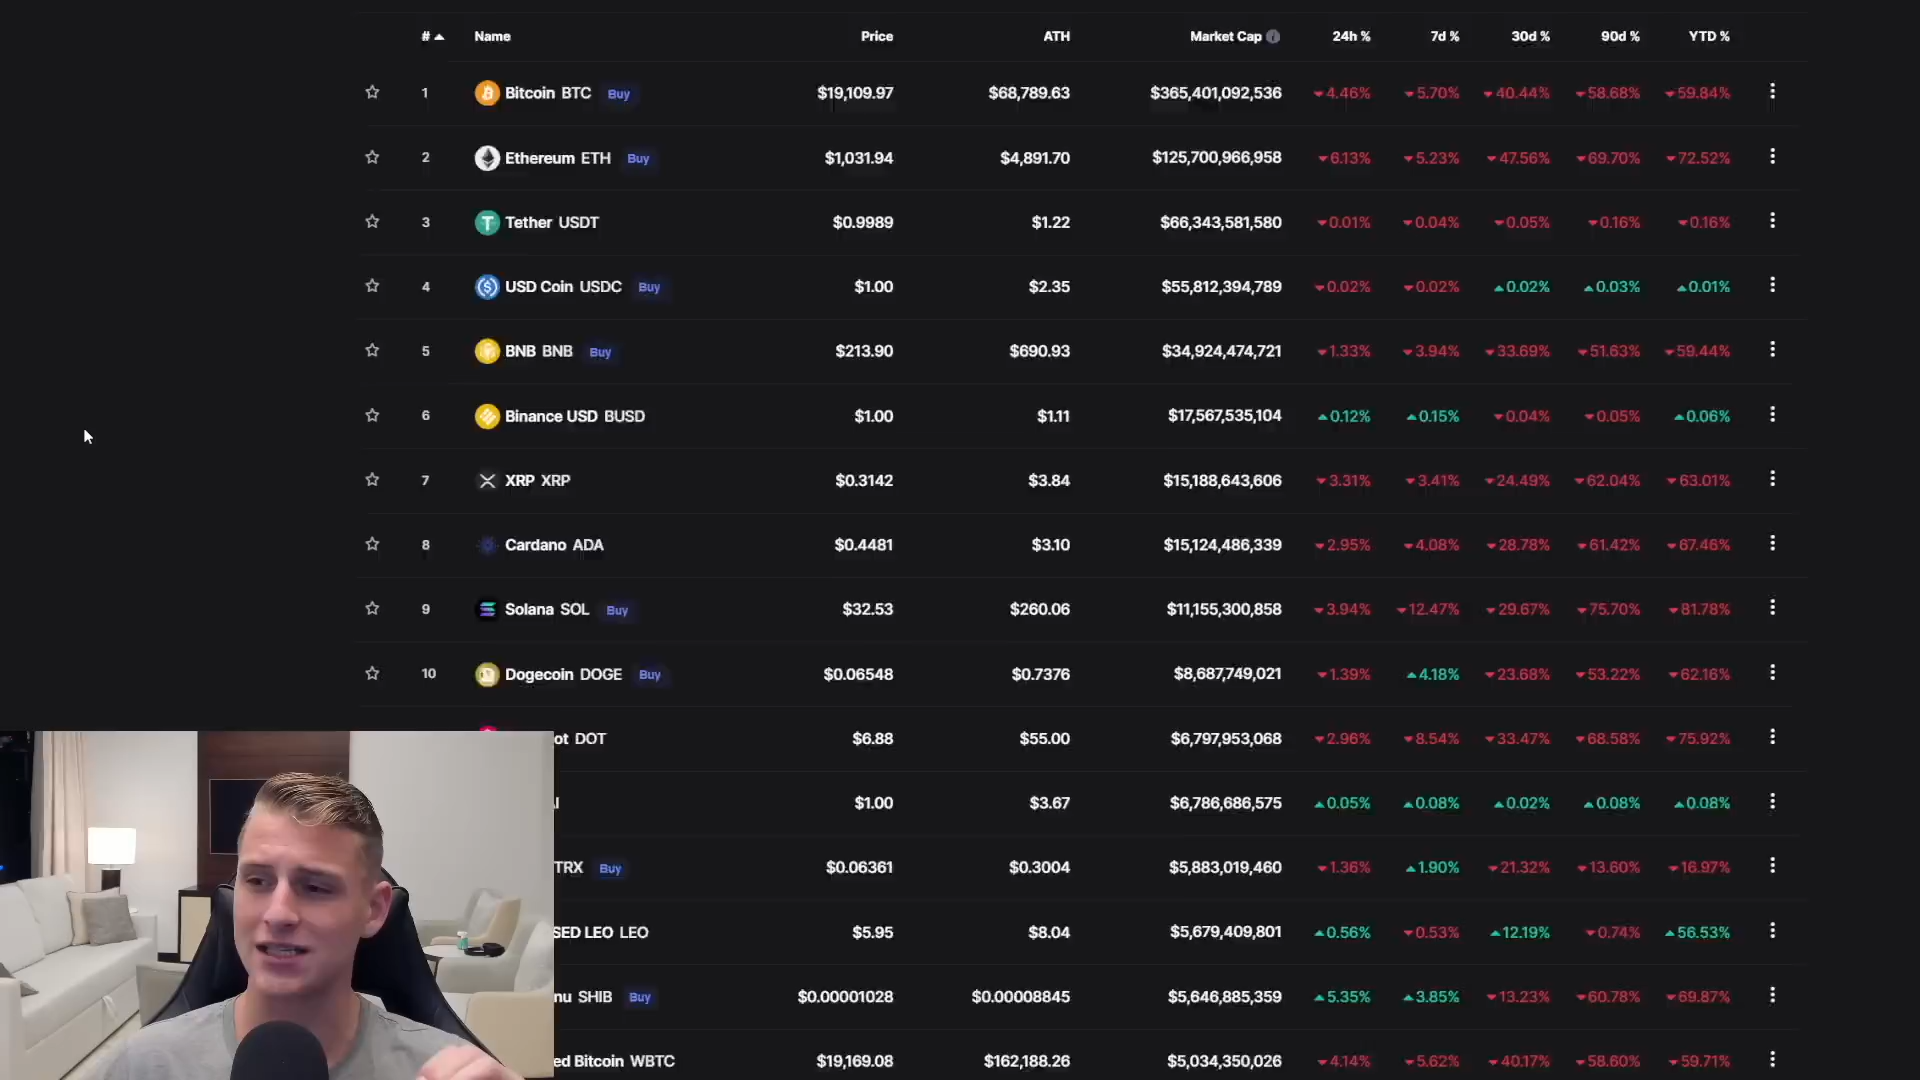 # Name Price ATH Market Cap 24h % 7d % 30d % 90d % YTD %
1 Bitcoin BTC Buy $19,109.97 $68,789.63 $365,401,092,536 4.46% 5.70% 40.44% 58.68% 59.84%
2 Ethereum ETH Buy $1,031.94 $4,891.70 $125,700,966,958 6.13% 5.23% 47.56% 69.70% 72.52%
3 Tether USDT $0.9989 $1.22 $66,343,581,580 0.01% 0.04% 0.05% 0.16% 0.16%
4 USD Coin USDC Buy $1.00 $2.35 $55,812,394,789 0.02% 0.02% 0.02% 0.03% 0.01%
5 BNB BNB Buy $213.90 $690.93 $34,924,474,721 1.33% 3.94% 33.69% 51.63% 59.44%
6 Binance USD BUSD $1.00 $1.11 $17,567,535,104 0.12% 0.15% 0.04% 0.05% 0.06%
7 XRP XRP $0.3142 $3.84 $15,188,643,606 3.31% 3.41% 24.49% 62.04% 63.01%
8 Cardano ADA $0.4481 $3.10 $15,124,486,339 2.95% 4.08% 28.78% 61.42% 67.46%
9 Solana SOL Buy $32.53 $260.06 $11,155,300,858 3.94% 12.47% 29.67% 75.70% 81.78%
10 Dogecoin DOGE Buy $0.06548 $0.7376 $8,687,749,021 1.39% 4.18% 23.68% 53.22% 62.16%
ot DOT $6.88 $55.00 $6,797,953,068 2.96% 8.54% 33.47% 68.58% 75.92%
$1.00 $3.67 $6,786,686,575 0.05% 0.08% 0.02% 0.08% 0.08%
TRX Buy $0.06361 $0.3004 $5,883,019,460 1.36% 1.90% 21.32% 13.60% 16.97%
SED LEO LEO $5.95 $8.04 $5,679,409,801 0.56% 0.53% 12.19% 0.74% 56.53%
nu SHIB Buy $0.00001028 $0.00008845 $5,646,885,359 5.35% 3.85% 13.23% 60.78% 69.87%
ed Bitcoin WBTC $19,169.08 $162,188.26 $5,034,350,026 4.14% 5.62% 40.17% 58.60% 59.71%